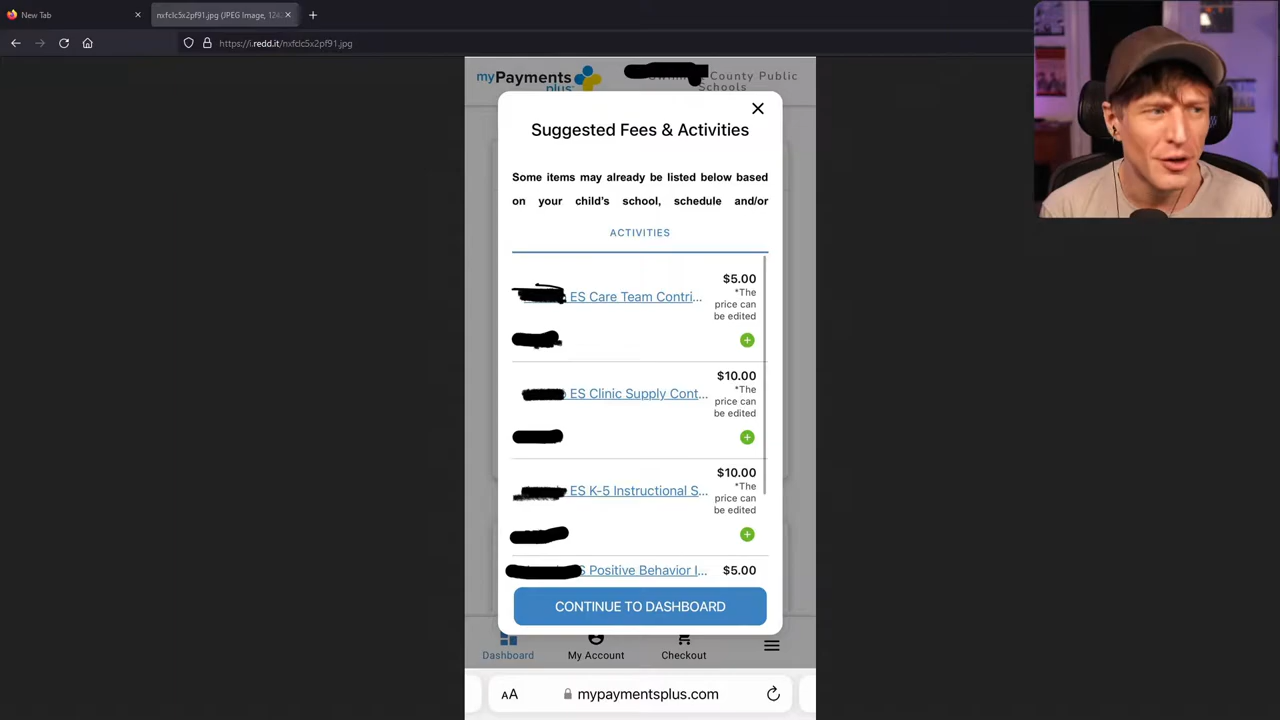 New Tab
nxfclc5x2pf91.jpg (JPEG Image, 124
https://i.redd.it/nxfclc5x2pf91.jpg
myPayments plus
County Public Schools
Suggested Fees & Activities
Some items may already be listed below based
on your child's school, schedule and/or
ACTIVITIES
$5.00
ES Care Team Contri...
*The
price can
be edited
$10.00
ES Clinic Supply Cont...
*The
price can
be edited
$10.00
ES K-5 Instructional S...
*The
price can
be edited
ES Positive Behavior I... $5.00
CONTINUE TO DASHBOARD
Dashboard My Account Checkout
AA mypaymentsplus.com